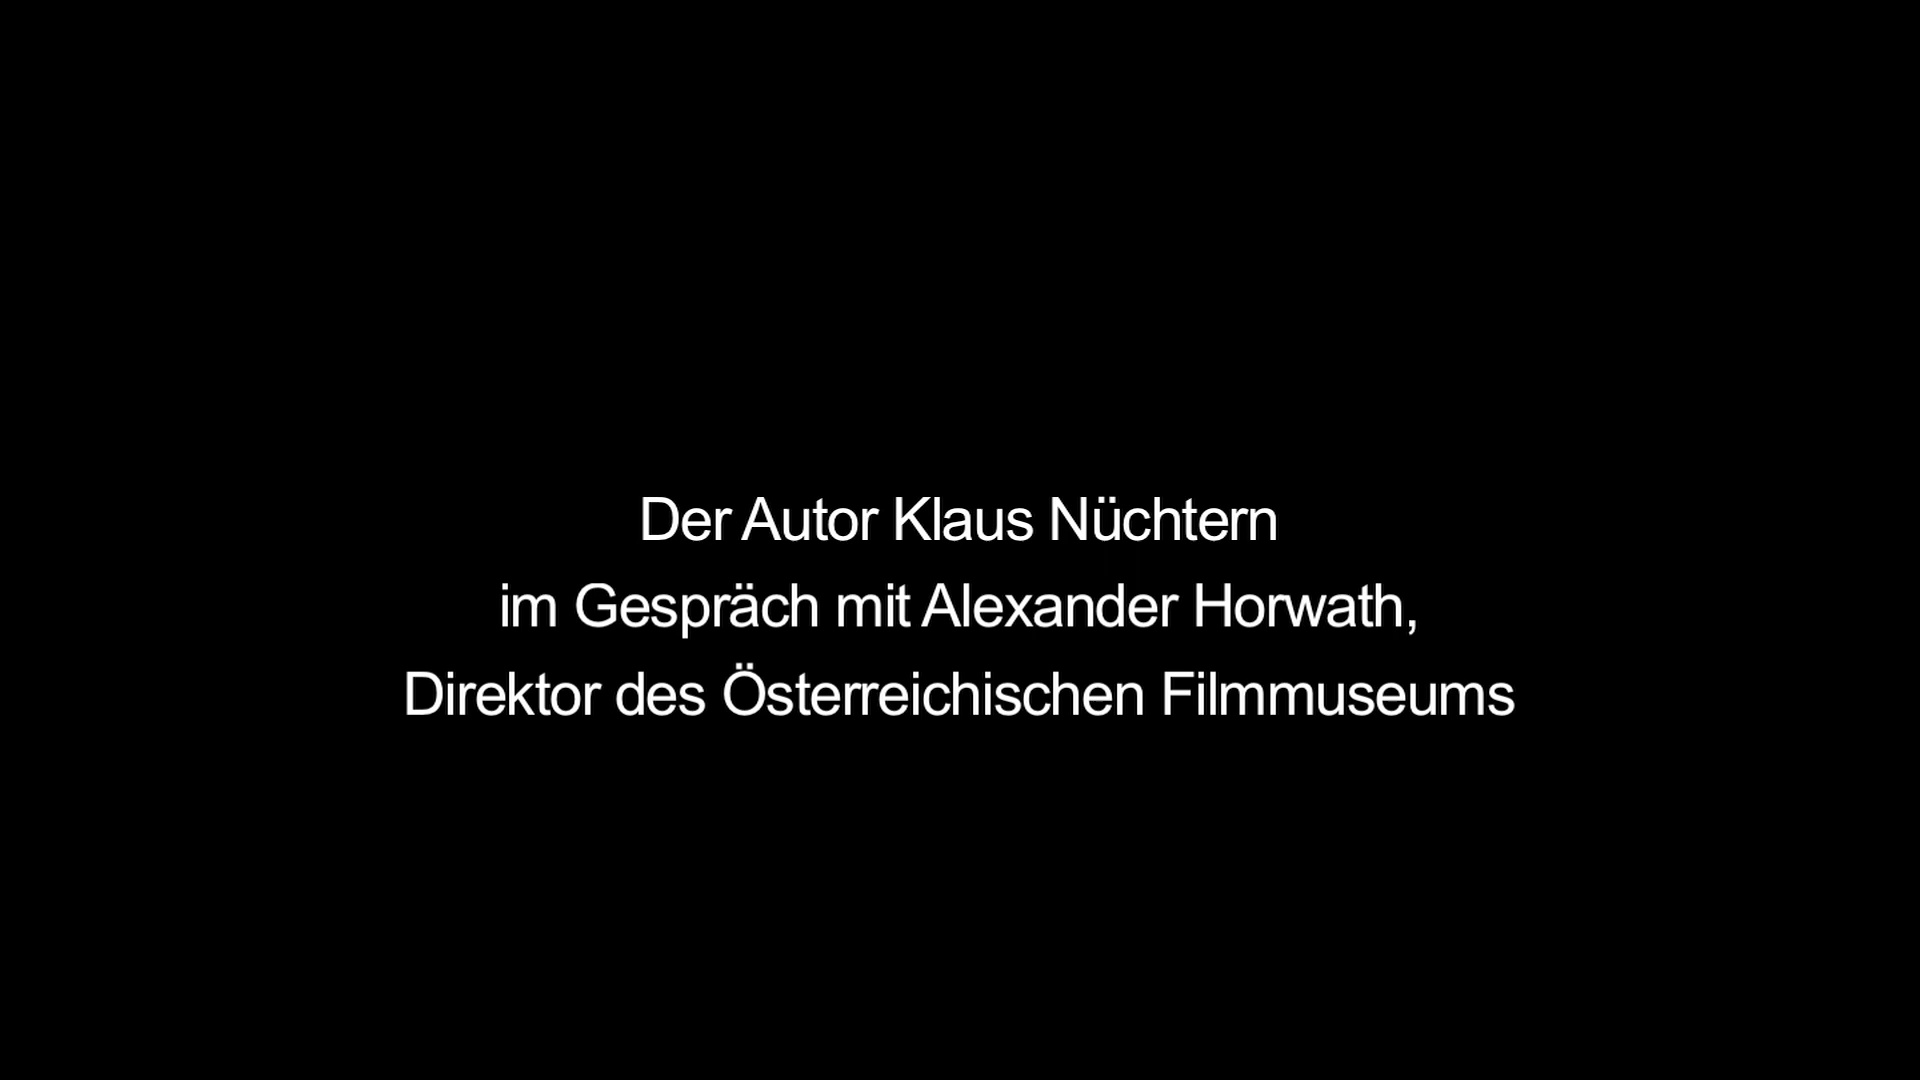 Der Autor Klaus Nüchtern
im Gespräch mit Alexander Horwath,
Direktor des Österreichischen Filmmuseums